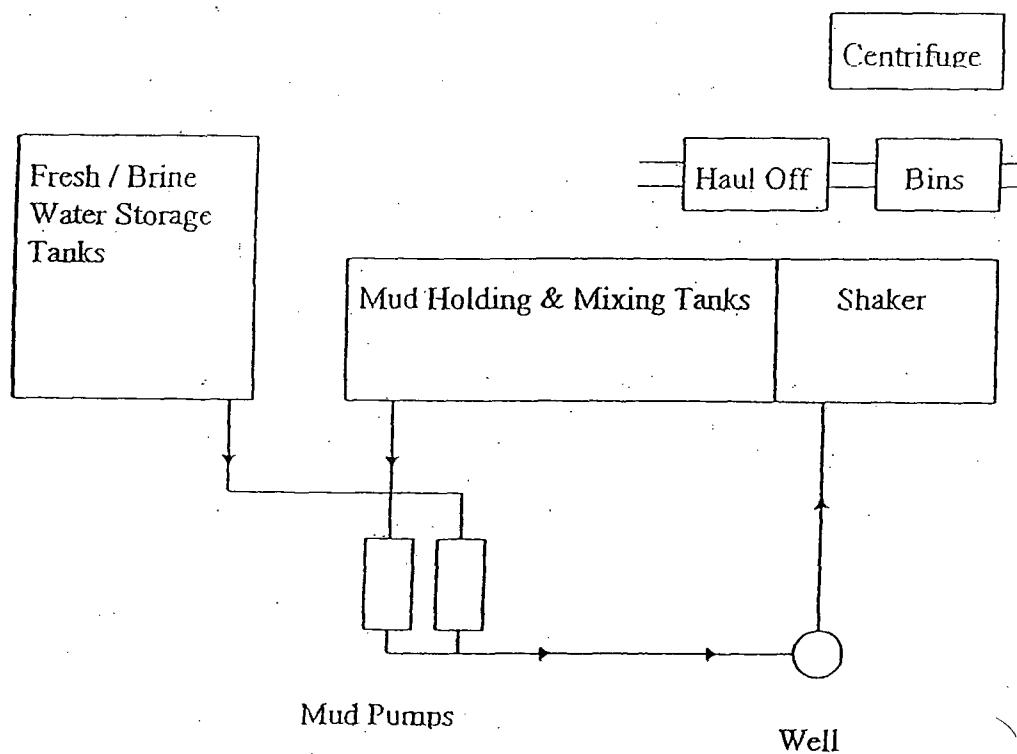 Centrifuge
Haul Off
Bins
Fresh / Brine
Water Storage
Tanks
Mud Holding & Mixing Tanks
Shaker
Mud Pumps
Well